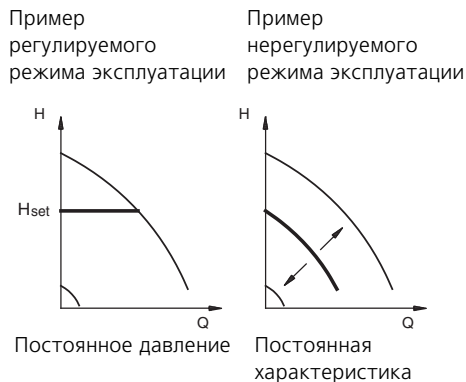 Пример
регулируемого
режима эксплуатации
Пример
нерегулируемого
режима эксплуатации
H
Hset
Q
Постоянное давление
H
Q
Постоянная
характеристика